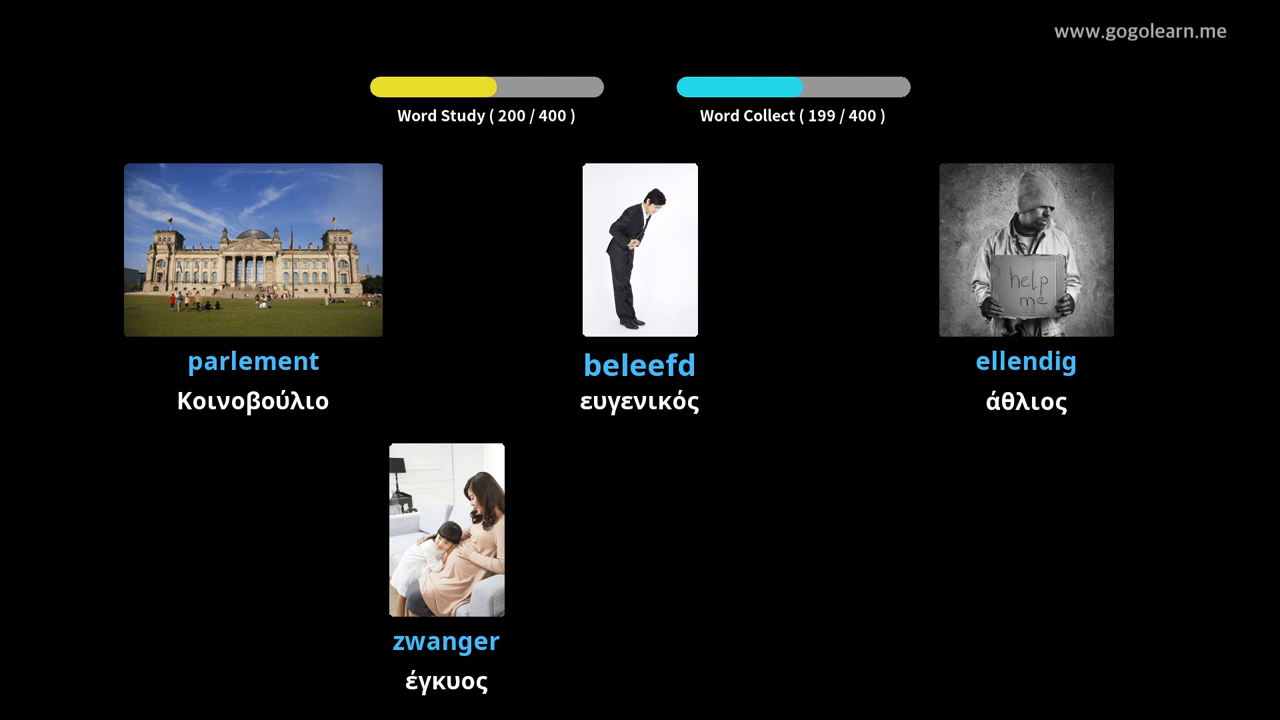 www.gogolearn.me
Word Study ( 200 / 400 )
Word Collect ( 199 / 400 )
help
me
parlement
Κοινοβούλιο
beleefd
ευγενικός
ellendig
άθλιος
zwanger
έγκυος